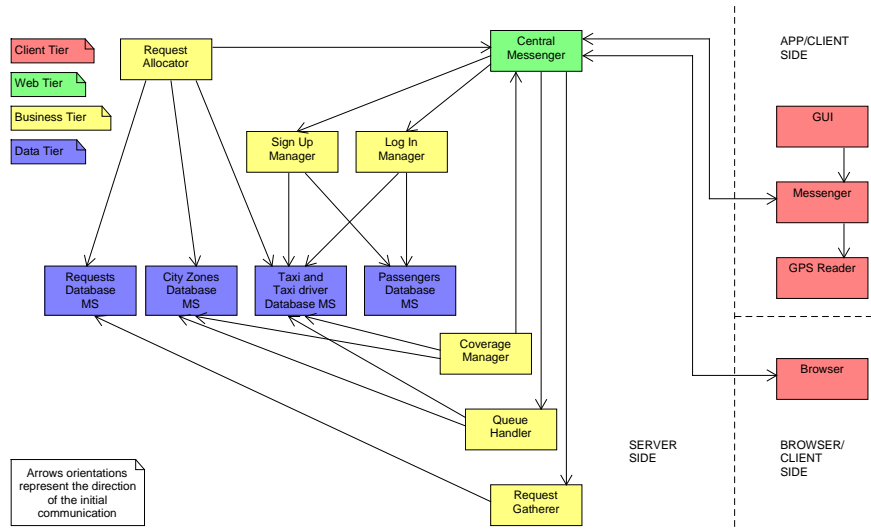 Client Tier
Web Tier
Business Tier
Data Tier
Request
Allocator
Central
Messenger
APP/CLIENT
SIDE
GUI
Sign Up
Manager
Log In
Manager
Messenger
GPS Reader
Requests
Database
MS
City Zones
Database
MS
Taxi and
Taxi driver
Database MS
Passengers
Database
MS
Coverage
Manager
Browser
Queue
Handler
SERVER
SIDE
BROWSER/
CLIENT
SIDE
Request
Gatherer
Arrows orientations
represent the direction
of the initial
communication